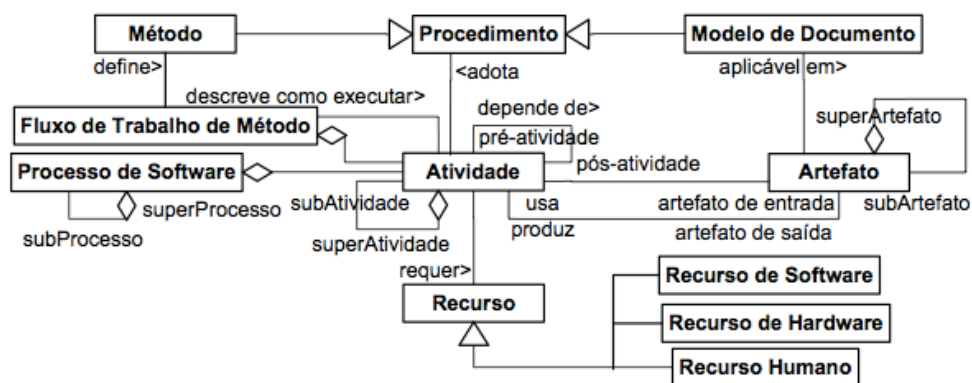 Método
Procedimento
Modelo de Documento
define>
<adota
aplicável em>
descreve como executar>
depende de>
superArtefato
Fluxo de Trabalho de Método
pré-atividade
Processo de Software
Atividade
pós-atividade
Artefato
superProcesso
subAtividade
usa
artefato de entrada
subArtefato
subProcesso
superAtividade
produz
artefato de saída
requer>
Recurso
Recurso de Software
Recurso de Hardware
Recurso Humano